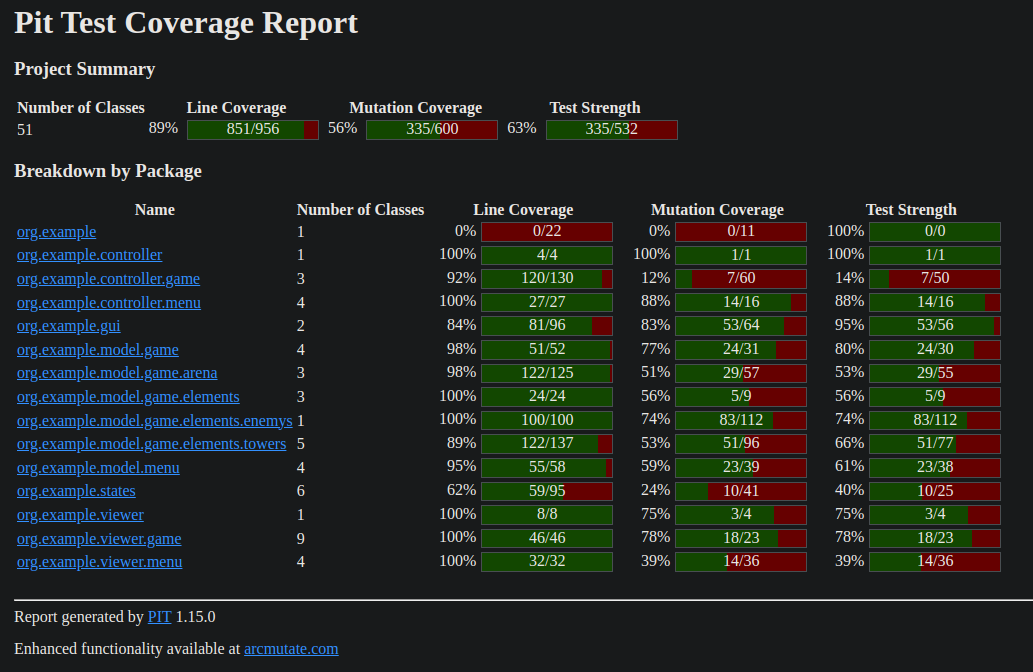 Pit Test Coverage Report
Project Summary
Number of Classes Line Coverage Mutation Coverage Test Strength
51 89% 851/956 56% 335/600 63% 335/532
Breakdown by Package
Name Number of Classes Line Coverage Mutation Coverage Test Strength
org.example 1 0% 0/22 0% 0/11 100% 0/0
org.example.controller 1 100% 4/4 100% 1/1 100% 1/1
org.example.controller.game 3 92% 120/130 12% 7/60 14% 7/50
org.example.controller.menu 4 100% 27/27 88% 14/16 88% 14/16
org.example.gui 2 84% 81/96 83% 53/64 95% 53/56
org.example.model.game 4 98% 51/52 77% 24/31 80% 24/30
org.example.model.game.arena 3 98% 122/125 51% 29/57 53% 29/55
org.example.model.game.elements 3 100% 24/24 56% 5/9 56% 5/9
org.example.model.game.elements.enemys 1 100% 100/100 74% 83/112 74% 83/112
org.example.model.game.elements.towers 5 89% 122/137 53% 51/96 66% 51/77
org.example.model.menu 4 95% 55/58 59% 23/39 61% 23/38
org.example.states 6 62% 59/95 24% 10/41 40% 10/25
org.example.viewer 1 100% 8/8 75% 3/4 75% 3/4
org.example.viewer.game 9 100% 46/46 78% 18/23 78% 18/23
org.example.viewer.menu 4 100% 32/32 39% 14/36 39% 14/36
Report generated by PIT 1.15.0
Enhanced functionality available at arcmutate.com